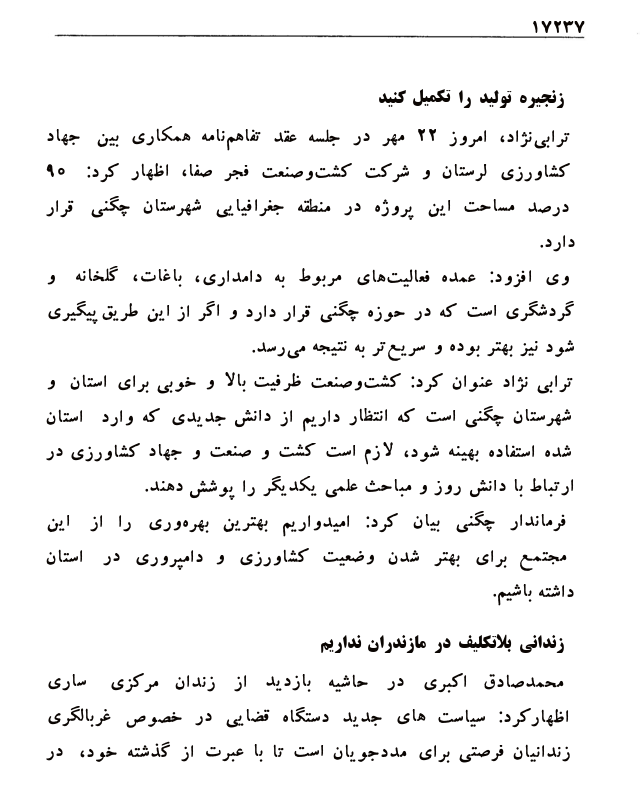 ۱۷۲۳۷
زنجیره تولید را تکمیل کنید
ترابی‌نژاد، امروز ۲۲ مهر در جلسه عقد تفاهم‌نامه همکاری بین جهاد
کشاورزی لرستان و شرکت کشت‌وصنعت فجر صفا، اظهار کرد: ۹۰
درصد مساحت این پروژه در منطقه جغرافیایی شهرستان چگنی قرار
دارد.
وی افزود: عمده فعالیت‌های مربوط به دامداری، باغات، گلخانه و
گردشگری است که در حوزه چگنی قرار دارد و اگر از این طریق پیگیری
شود نیز بهتر بوده و سریع‌تر به نتیجه می‌رسد.
ترابی نژاد عنوان کرد: کشت‌وصنعت ظرفیت بالا و خوبی برای استان و
شهرستان چگنی است که انتظار داریم از دانش جدیدی که وارد استان
شده استفاده بهینه شود، لازم است کشت و صنعت و جهاد کشاورزی در
ارتباط با دانش روز و مباحث علمی یکدیگر را پوشش دهند.
فرماندار چگنی بیان کرد: امیدواریم بهترین بهره‌وری را از این
مجتمع برای بهتر شدن وضعیت کشاورزی و دامپروری در استان
داشته باشیم.
زندانی بلاتکلیف در مازندران نداریم
محمدصادق اکبری در حاشیه بازدید از زندان مرکزی ساری
اظهارکرد: سیاست های جدید دستگاه قضایی در خصوص غربالگری
زندانیان فرصتی برای مددجویان است تا با عبرت از گذشته خود، در